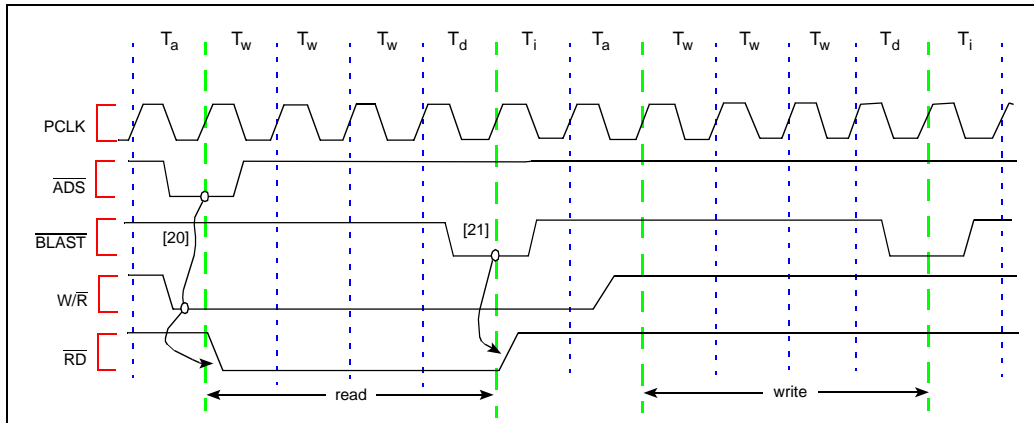 Ta Tw Tw Tw Td Ti Ta Tw Tw Tw Td Ti
PCLK
ADS
BLAST
[20]
[21]
W/R
RD
read
write